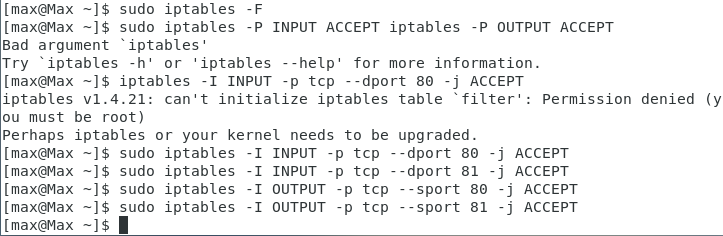 [max@Max ~]$ sudo iptables -F
[max@Max ~]$ sudo iptables -P INPUT ACCEPT iptables -P OUTPUT ACCEPT
Bad argument `iptables'
Try `iptables -h' or 'iptables --help' for more information.
[max@Max ~]$ iptables -I INPUT -p tcp --dport 80 -j ACCEPT
iptables v1.4.21: can't initialize iptables table `filter': Permission denied (y
ou must be root)
Perhaps iptables or your kernel needs to be upgraded.
[max@Max ~]$ sudo iptables -I INPUT -p tcp --dport 80 -j ACCEPT
[max@Max ~]$ sudo iptables -I INPUT -p tcp --dport 81 -j ACCEPT
[max@Max ~]$ sudo iptables -I OUTPUT -p tcp --sport 80 -j ACCEPT
[max@Max ~]$ sudo iptables -I OUTPUT -p tcp --sport 81 -j ACCEPT
[max@Max ~]$